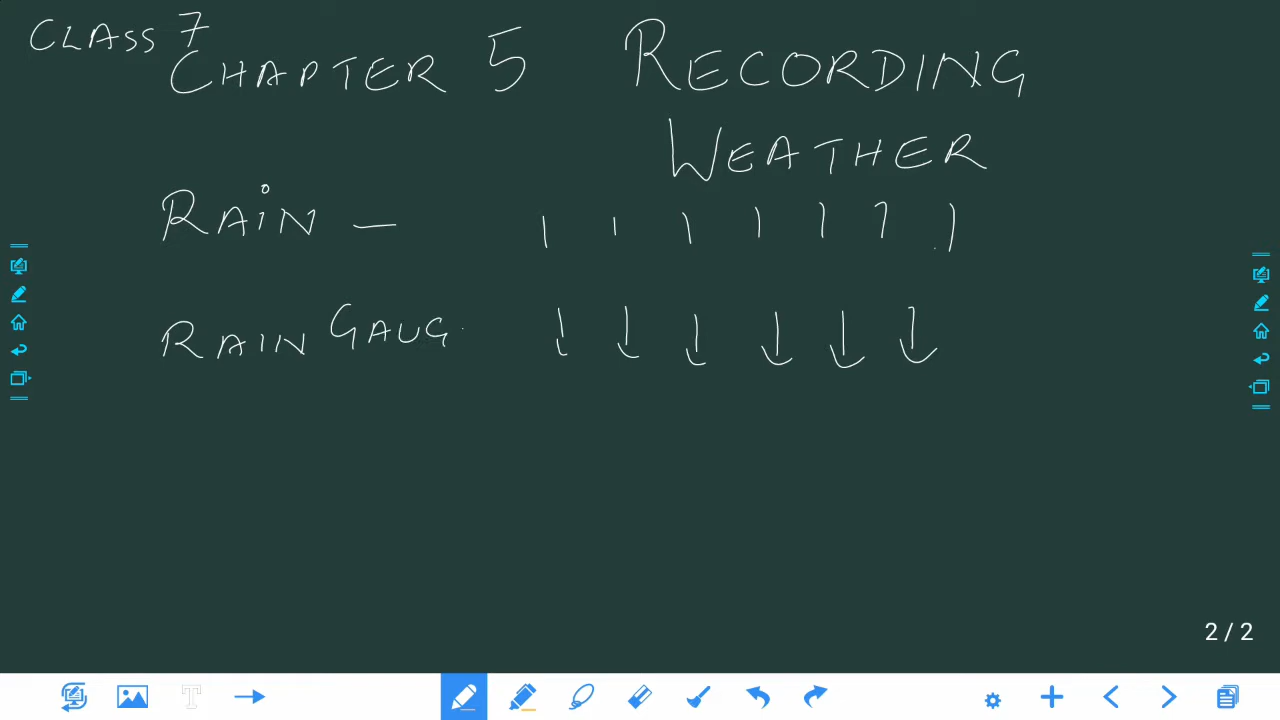 CLASS 7
CHAPTER 5 RECORDING
WEATHER
RAIN –
RAIN GAUG
2 / 2